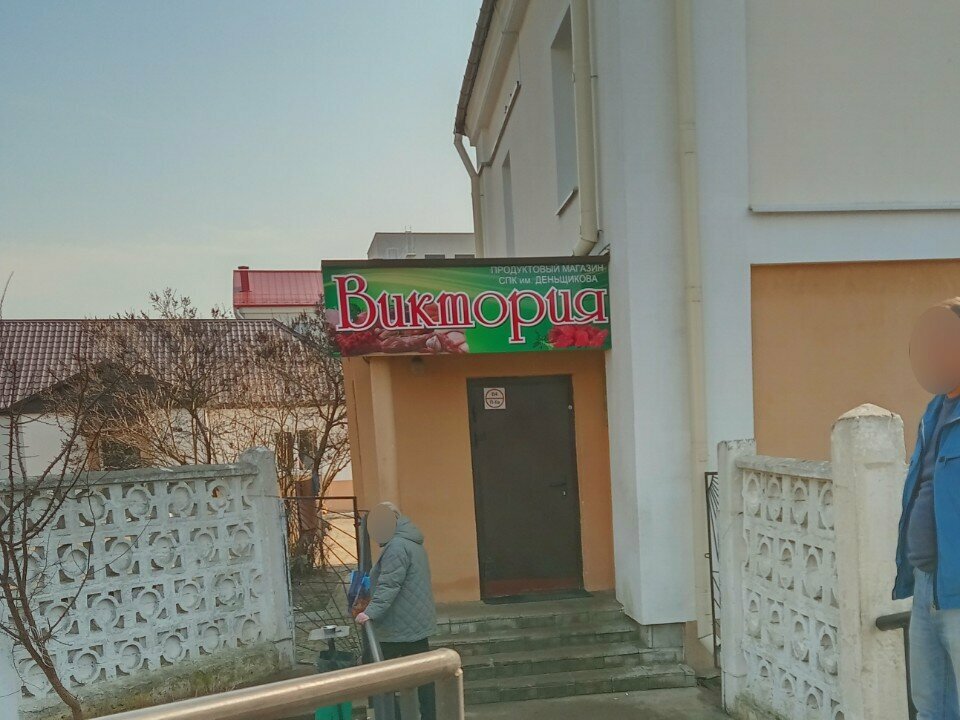 ПРОДУКТОВЫЙ МАГАЗИН
СПК им. ДЕНЬЩИКОВА
Виктория